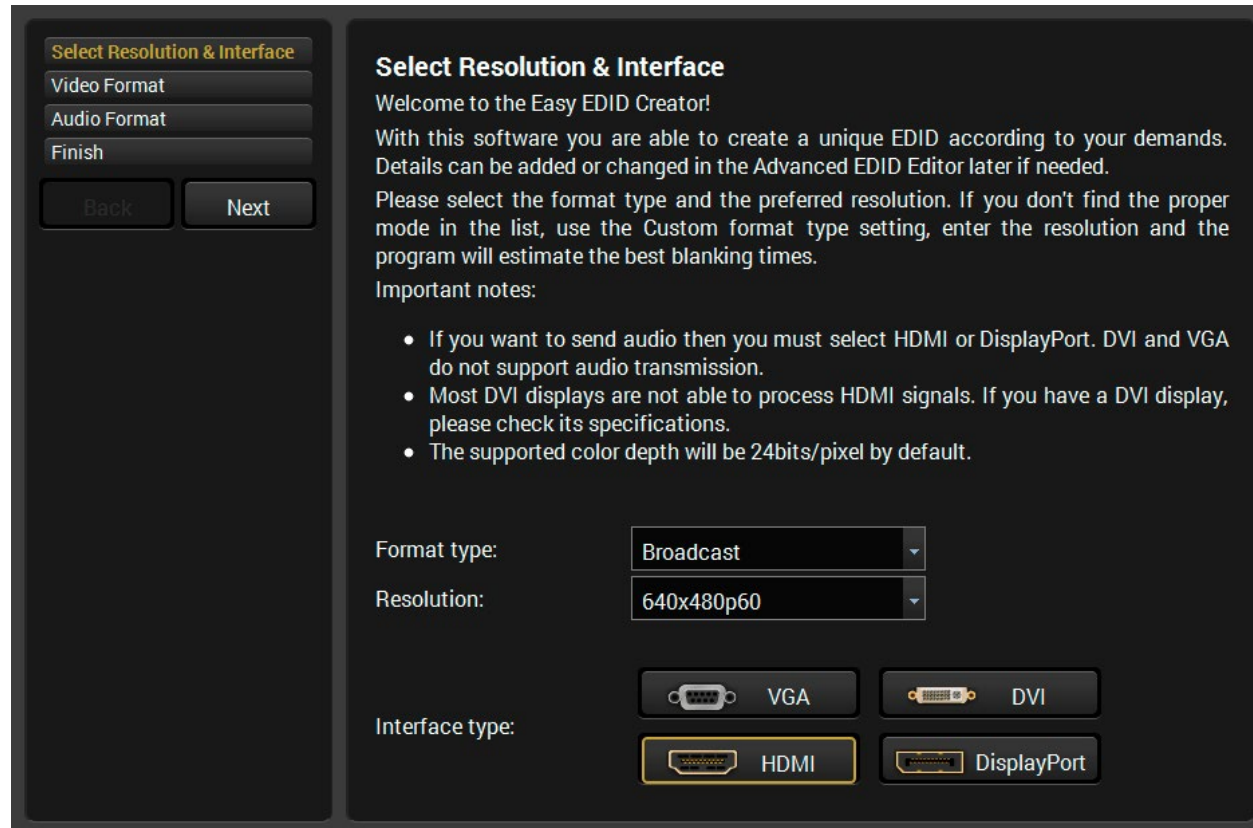 Select Resolution & Interface
Video Format
Audio Format
Finish
Back
Next
Select Resolution & Interface
Welcome to the Easy EDID Creator!
With this software you are able to create a unique EDID according to your demands.
Details can be added or changed in the Advanced EDID Editor later if needed.
Please select the format type and the preferred resolution. If you don't find the proper
mode in the list, use the Custom format type setting, enter the resolution and the
program will estimate the best blanking times.
Important notes:
• If you want to send audio then you must select HDMI or DisplayPort. DVI and VGA
do not support audio transmission.
• Most DVI displays are not able to process HDMI signals. If you have a DVI display,
please check its specifications.
• The supported color depth will be 24bits/pixel by default.
Format type:
Broadcast
Resolution:
640x480p60
Interface type:
VGA
DVI
HDMI
DisplayPort